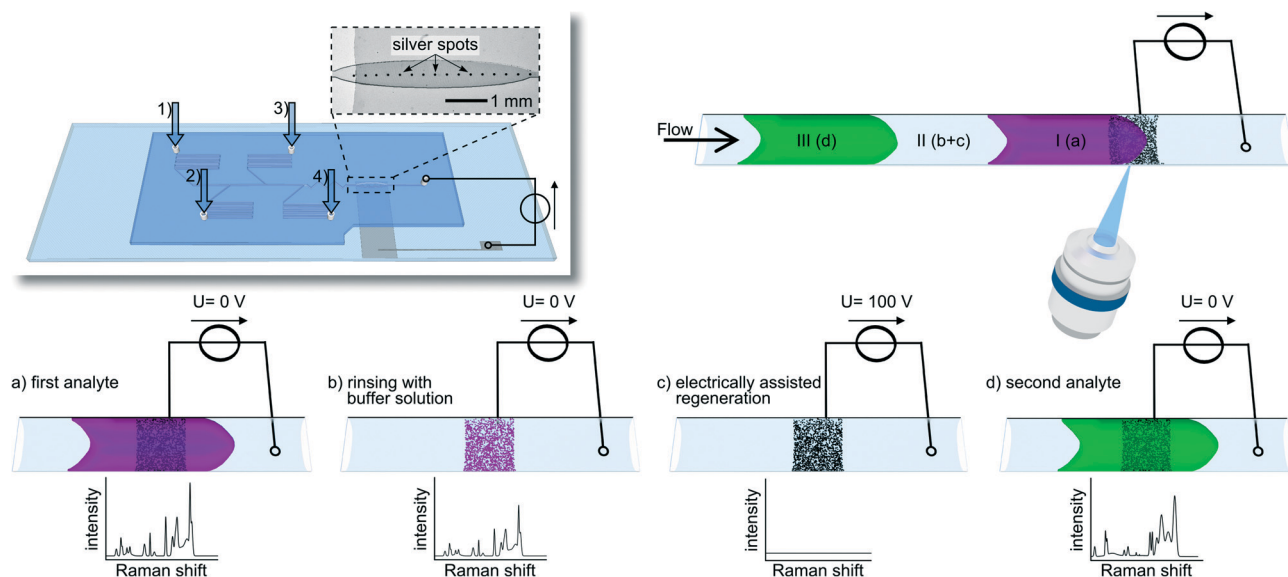 silver spots
1 mm
1)
3)
2)
4)
Flow
III (d)
II (b+c)
I (a)
U= 0 V
a) first analyte
intensity
Raman shift
U= 0 V
b) rinsing with
buffer solution
intensity
Raman shift
U= 100 V
c) electrically assisted
regeneration
intensity
Raman shift
U= 0 V
d) second analyte
intensity
Raman shift